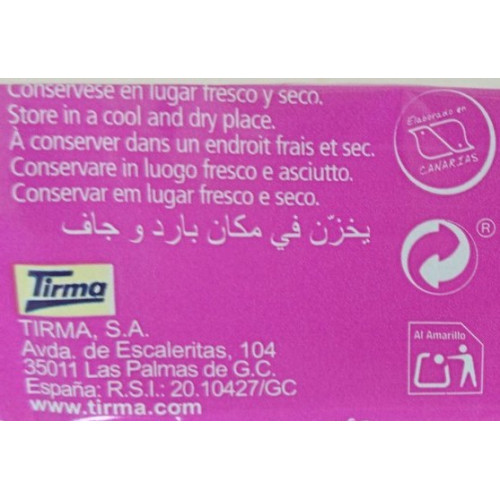 Consérvese en lugar fresco y seco.
Store in a cool and dry place.
À conserver dans un endroit frais et sec.
Conservare in luogo fresco e asciutto.
Conservar em lugar fresco e seco.
يخزّن في مكان بارد و جاف
Elaborado en
CANARIAS
®
Tirma
TIRMA, S.A.
Avda. de Escaleritas, 104
35011 Las Palmas de G.C.
España: R.S.I.: 20.10427/GC
www.tirma.com
Al Amarillo